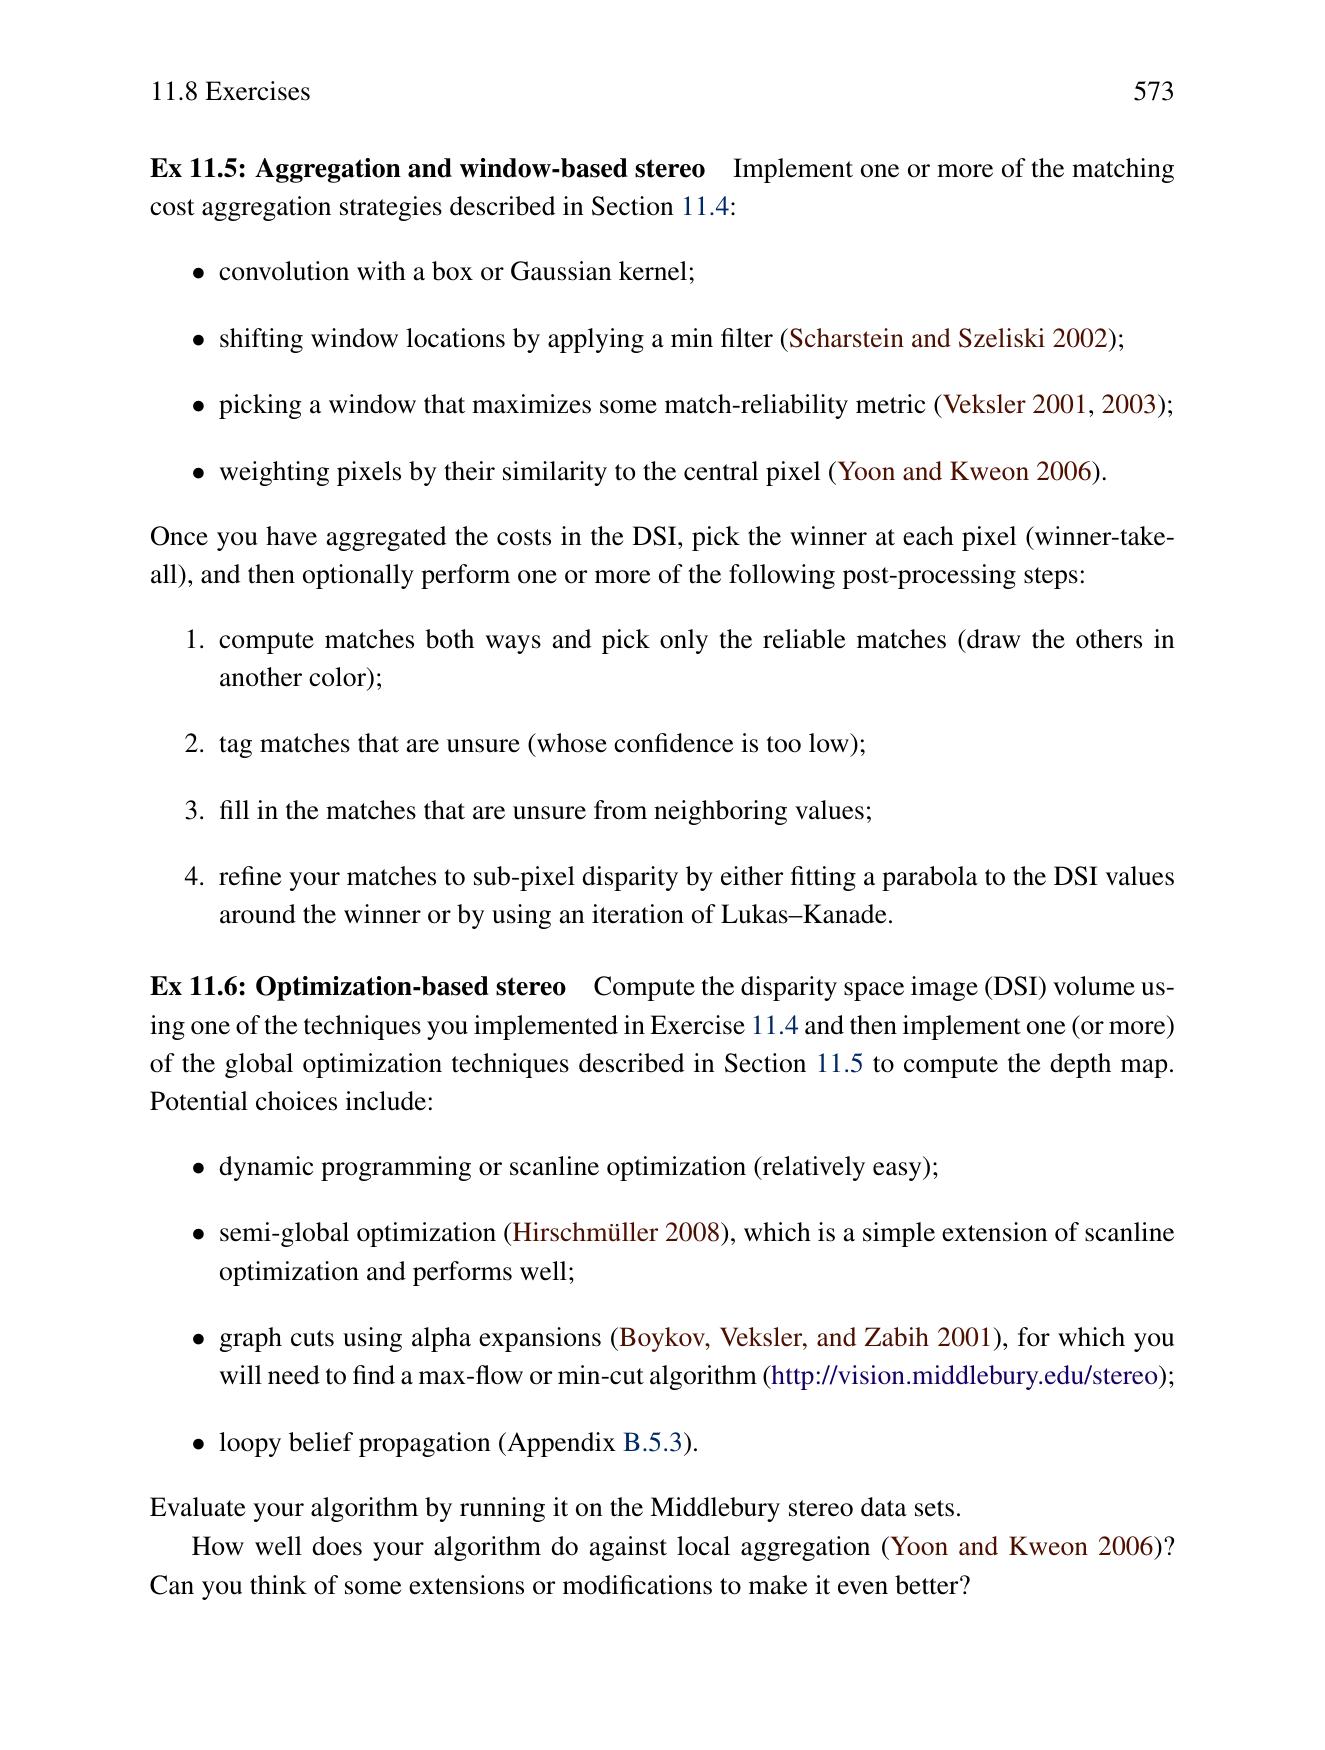 11.8 Exercises 573
Ex 11.5: Aggregation and window-based stereo Implement one or more of the matching
cost aggregation strategies described in Section 11.4:
• convolution with a box or Gaussian kernel;
• shifting window locations by applying a min filter (Scharstein and Szeliski 2002);
• picking a window that maximizes some match-reliability metric (Veksler 2001, 2003);
• weighting pixels by their similarity to the central pixel (Yoon and Kweon 2006).
Once you have aggregated the costs in the DSI, pick the winner at each pixel (winner-take-
all), and then optionally perform one or more of the following post-processing steps:
1. compute matches both ways and pick only the reliable matches (draw the others in
another color);
2. tag matches that are unsure (whose confidence is too low);
3. fill in the matches that are unsure from neighboring values;
4. refine your matches to sub-pixel disparity by either fitting a parabola to the DSI values
around the winner or by using an iteration of Lukas–Kanade.
Ex 11.6: Optimization-based stereo Compute the disparity space image (DSI) volume us-
ing one of the techniques you implemented in Exercise 11.4 and then implement one (or more)
of the global optimization techniques described in Section 11.5 to compute the depth map.
Potential choices include:
• dynamic programming or scanline optimization (relatively easy);
• semi-global optimization (Hirschmüller 2008), which is a simple extension of scanline
optimization and performs well;
• graph cuts using alpha expansions (Boykov, Veksler, and Zabih 2001), for which you
will need to find a max-flow or min-cut algorithm (http://vision.middlebury.edu/stereo);
• loopy belief propagation (Appendix B.5.3).
Evaluate your algorithm by running it on the Middlebury stereo data sets.
How well does your algorithm do against local aggregation (Yoon and Kweon 2006)?
Can you think of some extensions or modifications to make it even better?